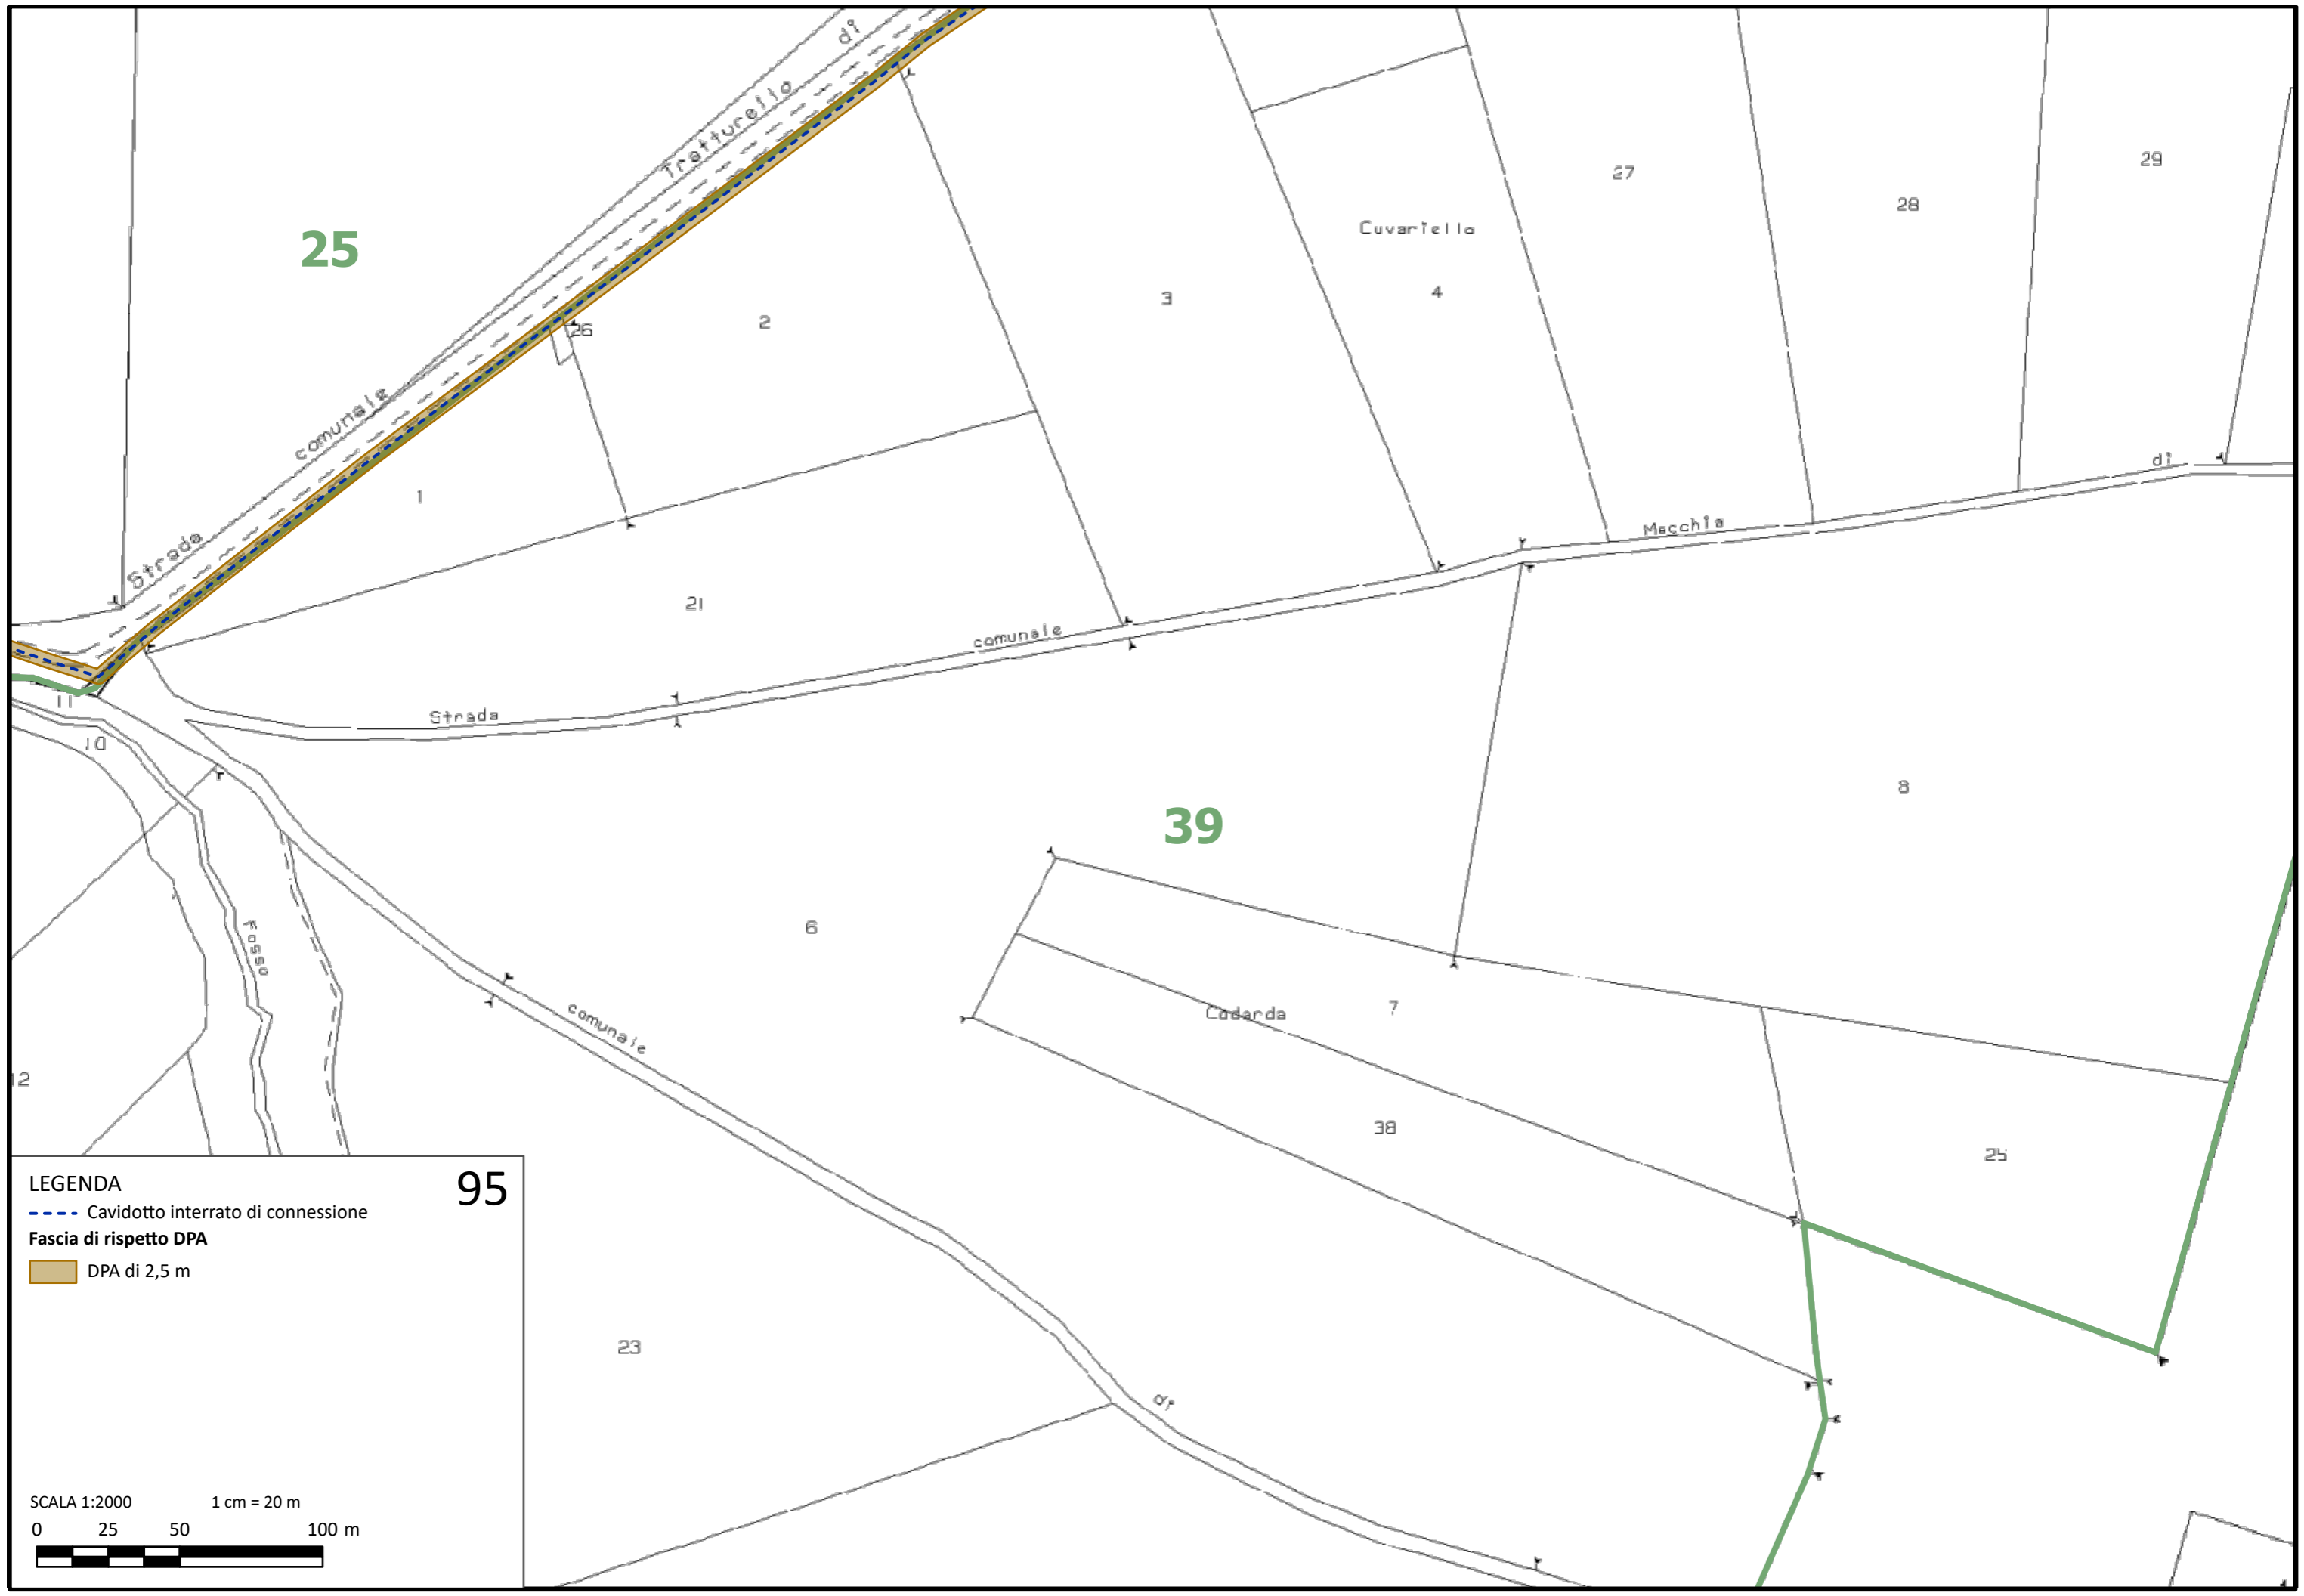 di
Tratturello
comunale
Strada
25
26
1
2
3
Cuvariello
4
27
28
29
21
Strada
comunale
Macchia
di
11
10
12
Fosso
39
8
6
7
Codarda
38
25
comunale
di
23
LEGENDA
95
Cavidotto interrato di connessione
Fascia di rispetto DPA
DPA di 2,5 m
SCALA 1:2000 1 cm = 20 m
0 25 50 100 m